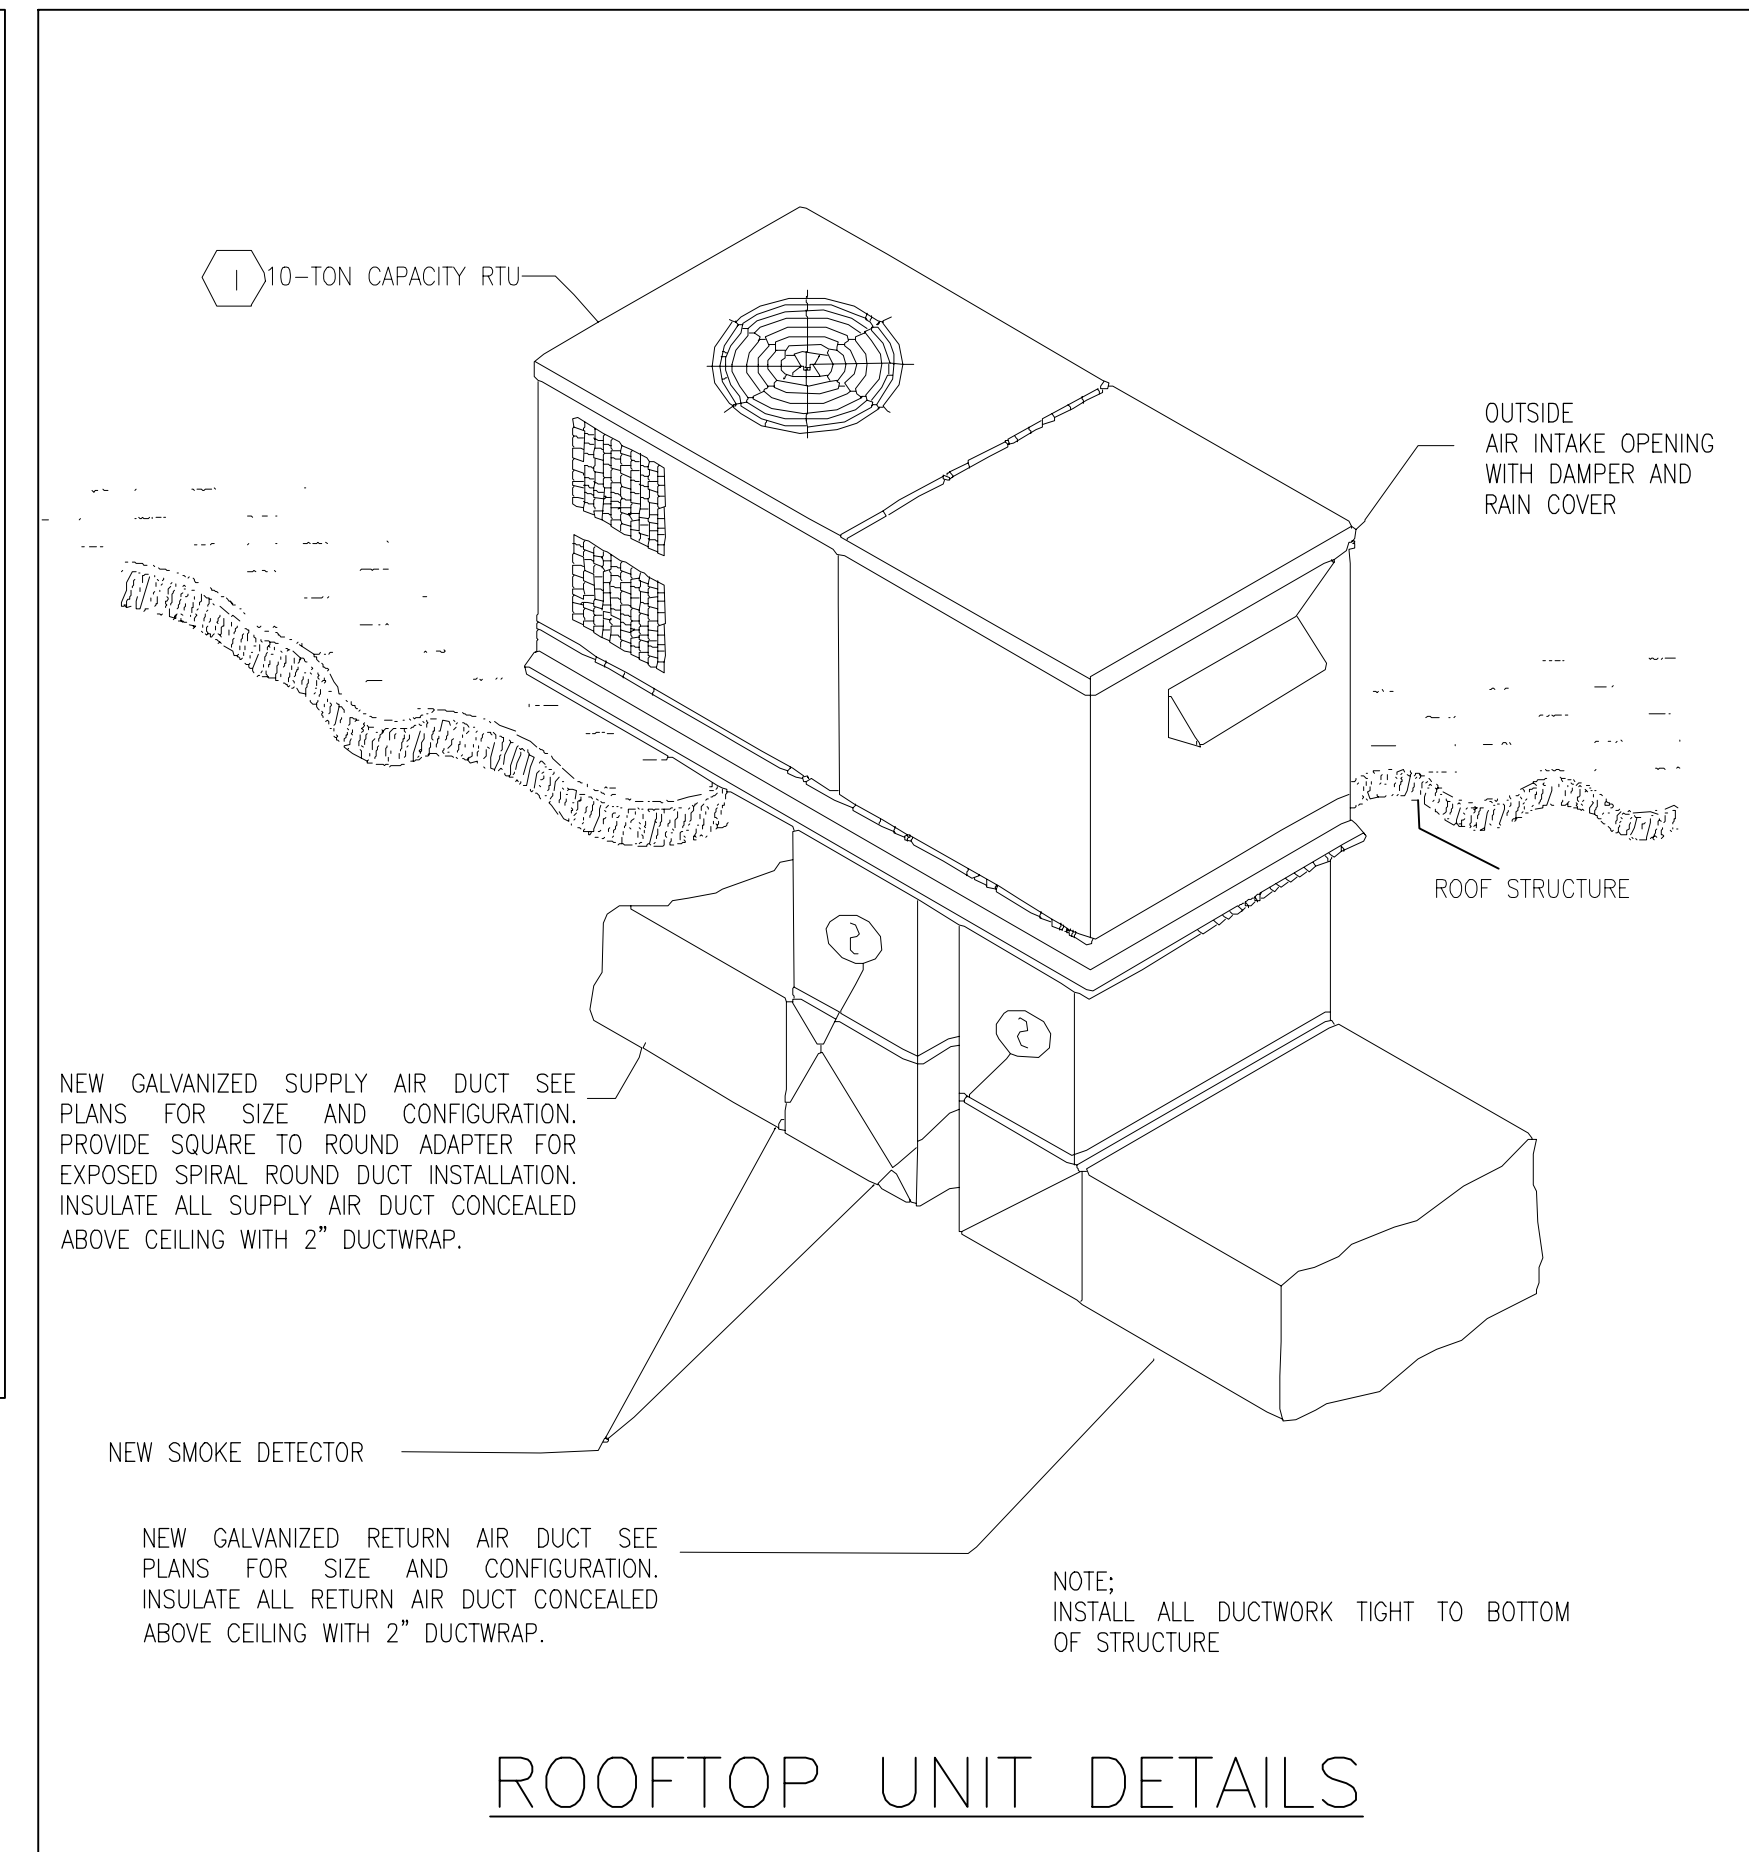 1 10-TON CAPACITY RTU
OUTSIDE
AIR INTAKE OPENING
WITH DAMPER AND
RAIN COVER
ROOF STRUCTURE
NEW GALVANIZED SUPPLY AIR DUCT SEE
PLANS FOR SIZE AND CONFIGURATION.
PROVIDE SQUARE TO ROUND ADAPTER FOR
EXPOSED SPIRAL ROUND DUCT INSTALLATION.
INSULATE ALL SUPPLY AIR DUCT CONCEALED
ABOVE CEILING WITH 2" DUCTWRAP.
NEW SMOKE DETECTOR
NEW GALVANIZED RETURN AIR DUCT SEE
PLANS FOR SIZE AND CONFIGURATION.
INSULATE ALL RETURN AIR DUCT CONCEALED
ABOVE CEILING WITH 2" DUCTWRAP.
NOTE;
INSTALL ALL DUCTWORK TIGHT TO BOTTOM
OF STRUCTURE
ROOFTOP UNIT DETAILS